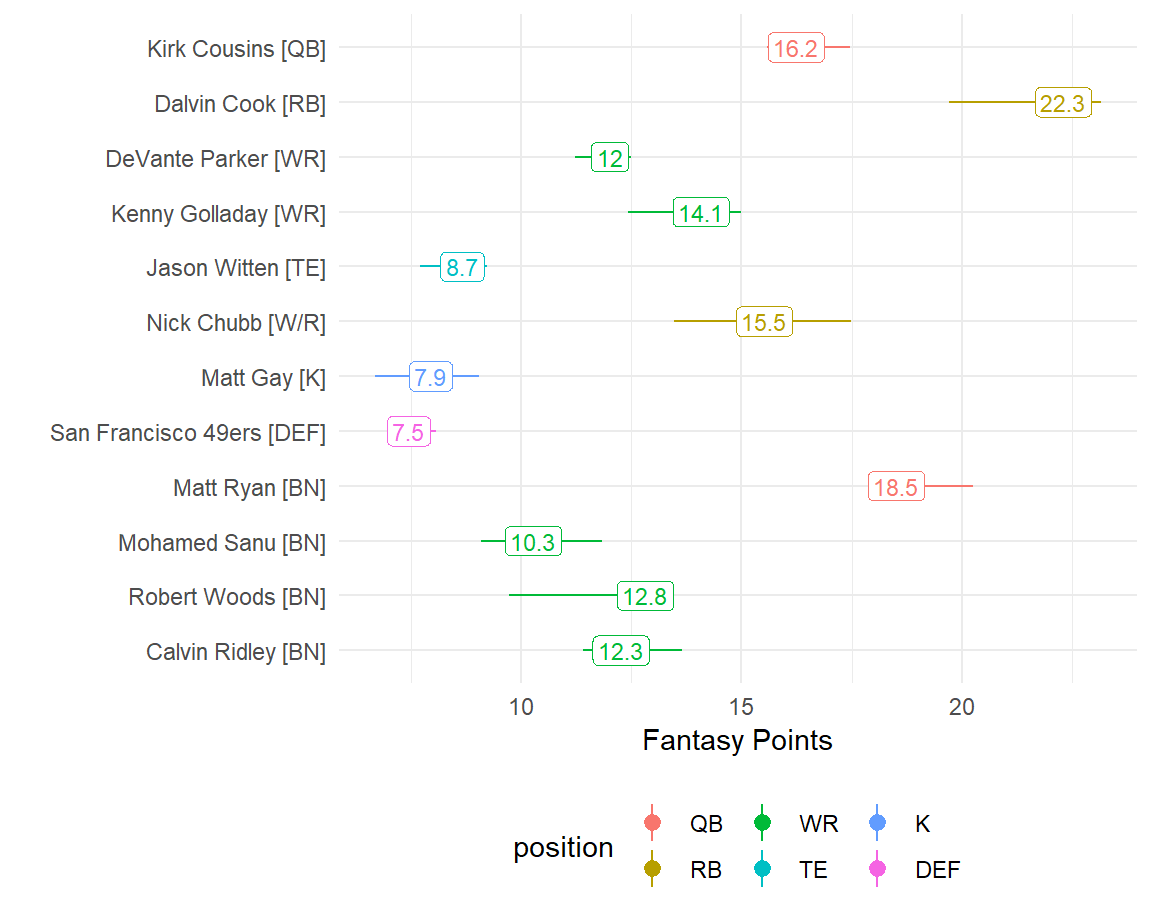 Kirk Cousins [QB] 16.2
Dalvin Cook [RB] 22.3
DeVante Parker [WR] 12
Kenny Golladay [WR] 14.1
Jason Witten [TE] 8.7
Nick Chubb [W/R] 15.5
Matt Gay [K] 7.9
San Francisco 49ers [DEF] 7.5
Matt Ryan [BN] 18.5
Mohamed Sanu [BN] 10.3
Robert Woods [BN] 12.8
Calvin Ridley [BN] 12.3
10 15 20
Fantasy Points
position
QB WR K
RB TE DEF